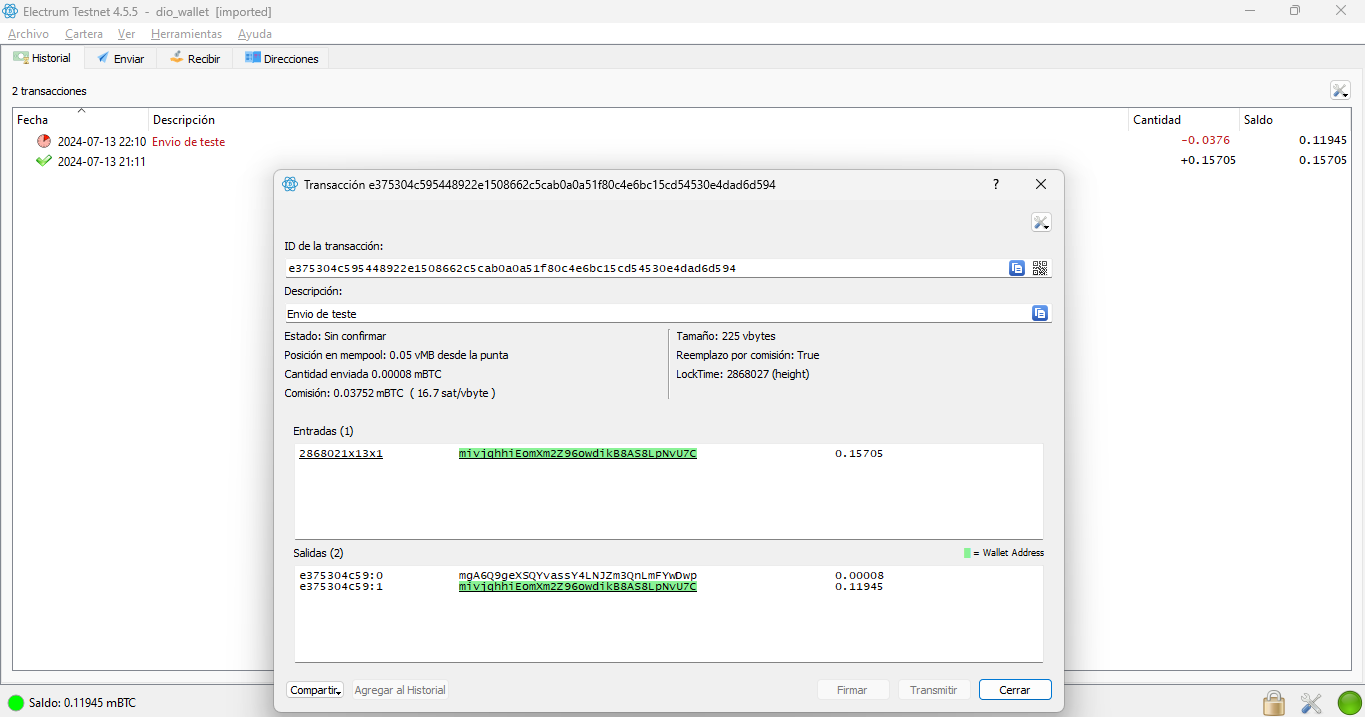 Electrum Testnet 4.5.5 - dio_wallet [imported]
Archivo Cartera Ver Herramientas Ayuda
Historial Enviar Recibir Direcciones
2 transacciones
Fecha Descripción Cantidad Saldo
2024-07-13 22:10 Envio de teste -0.0376 0.11945
2024-07-13 21:11 +0.15705 0.15705
Transacción e375304c595448922e1508662c5cab0a0a51f80c4e6bc15cd54530e4dad6d594 ?
ID de la transacción:
e375304c595448922e1508662c5cab0a0a51f80c4e6bc15cd54530e4dad6d594
Descripción:
Envio de teste
Estado: Sin confirmar
Posición en mempool: 0.05 vMB desde la punta
Cantidad enviada 0.00008 mBTC
Comisión: 0.03752 mBTC ( 16.7 sat/vbyte )
Tamaño: 225 vbytes
Reemplazo por comisión: True
LockTime: 2868027 (height)
Entradas (1)
2868021x13x1 mivjqhhiEomXm2Z96owdikB8AS8LpNvU7C 0.15705
Salidas (2) = Wallet Address
e375304c59:0 mgA6Q9geXSQYvassY4LNJZm3QnLmFYwDwp 0.00008
e375304c59:1 mivjqhhiEomXm2Z96owdikB8AS8LpNvU7C 0.11945
Compartir Agregar al Historial Firmar Transmitir Cerrar
Saldo: 0.11945 mBTC